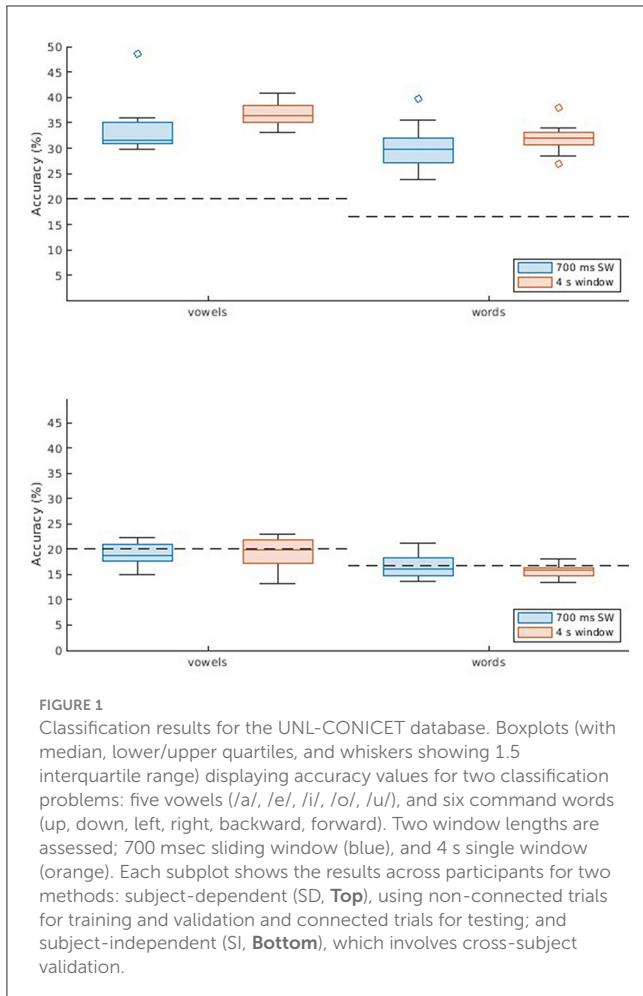 50
45
40
35
30
25
20
15
10
5
Accuracy (%)
700 ms SW
4 s window
vowels
words
45
40
35
30
25
20
15
10
5
0
Accuracy (%)
700 ms SW
4 s window
vowels
words
FIGURE 1
Classification results for the UNL-CONICET database. Boxplots (with
median, lower/upper quartiles, and whiskers showing 1.5
interquartile range) displaying accuracy values for two classification
problems: five vowels (/a/, /e/, /i/, /o/, /u/), and six command words
(up, down, left, right, backward, forward). Two window lengths are
assessed; 700 msec sliding window (blue), and 4 s single window
(orange). Each subplot shows the results across participants for two
methods: subject-dependent (SD, Top), using non-connected trials
for training and validation and connected trials for testing; and
subject-independent (SI, Bottom), which involves cross-subject
validation.